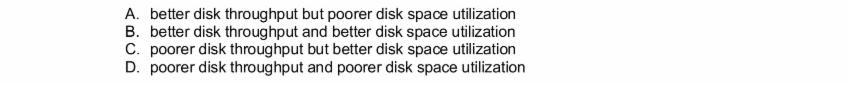 A. better disk throughput but poorer disk space utilization
B. better disk throughput and better disk space utilization
C. poorer disk throughput but better disk space utilization
D. poorer disk throughput and poorer disk space utilization